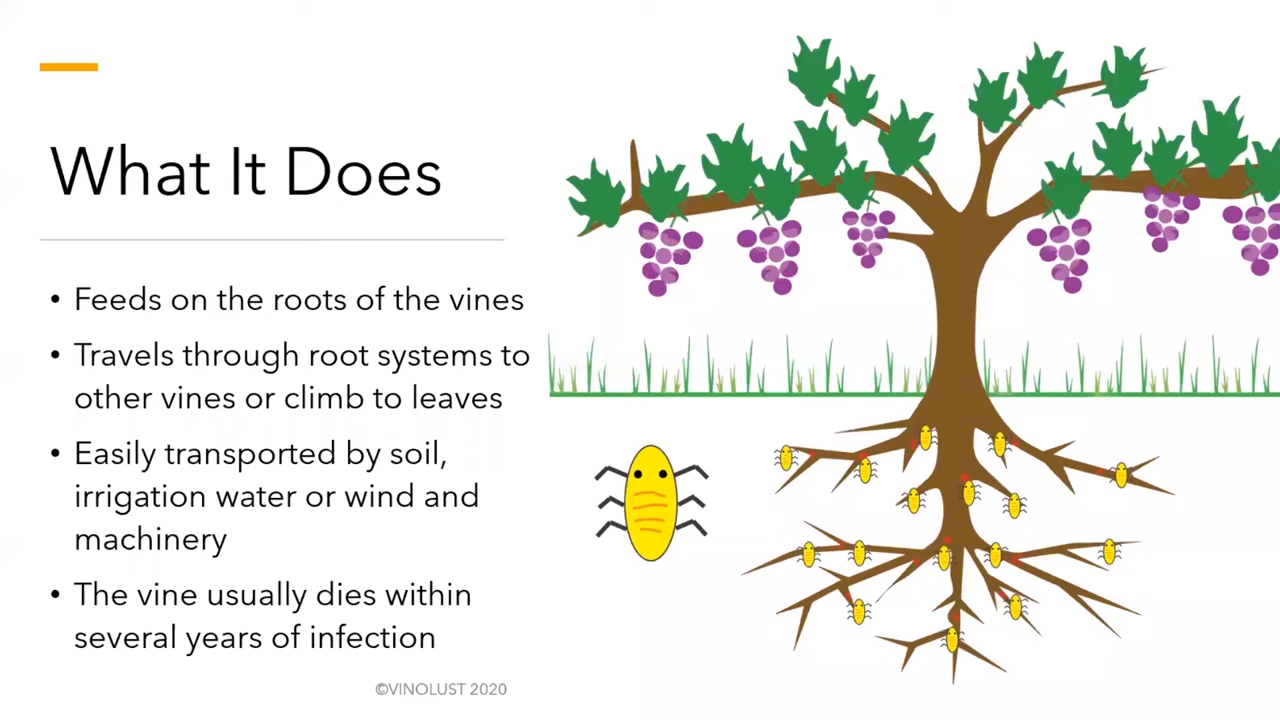 What It Does
• Feeds on the roots of the vines
• Travels through root systems to
other vines or climb to leaves
• Easily transported by soil,
irrigation water or wind and
machinery
• The vine usually dies within
several years of infection
©VINOLUST 2020